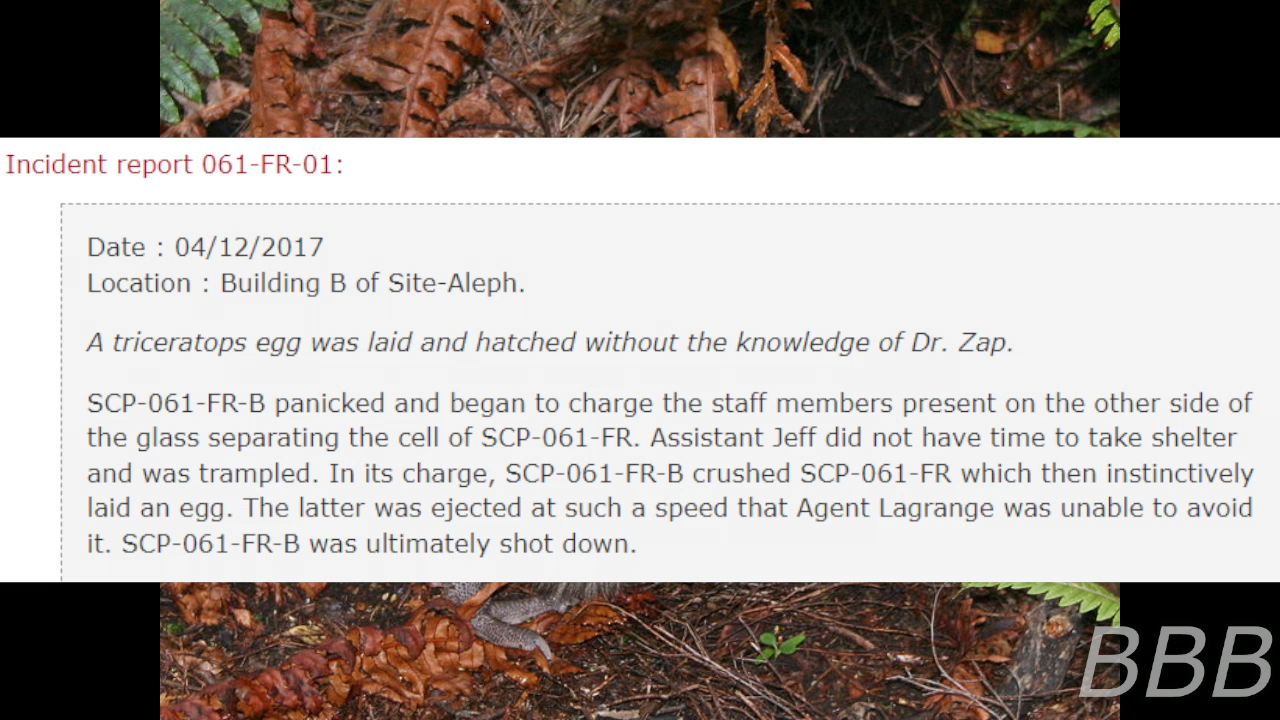 Incident report 061-FR-01:
Date : 04/12/2017
Location : Building B of Site-Aleph.
A triceratops egg was laid and hatched without the knowledge of Dr. Zap.
SCP-061-FR-B panicked and began to charge the staff members present on the other side of
the glass separating the cell of SCP-061-FR. Assistant Jeff did not have time to take shelter
and was trampled. In its charge, SCP-061-FR-B crushed SCP-061-FR which then instinctively
laid an egg. The latter was ejected at such a speed that Agent Lagrange was unable to avoid
it. SCP-061-FR-B was ultimately shot down.
BBB